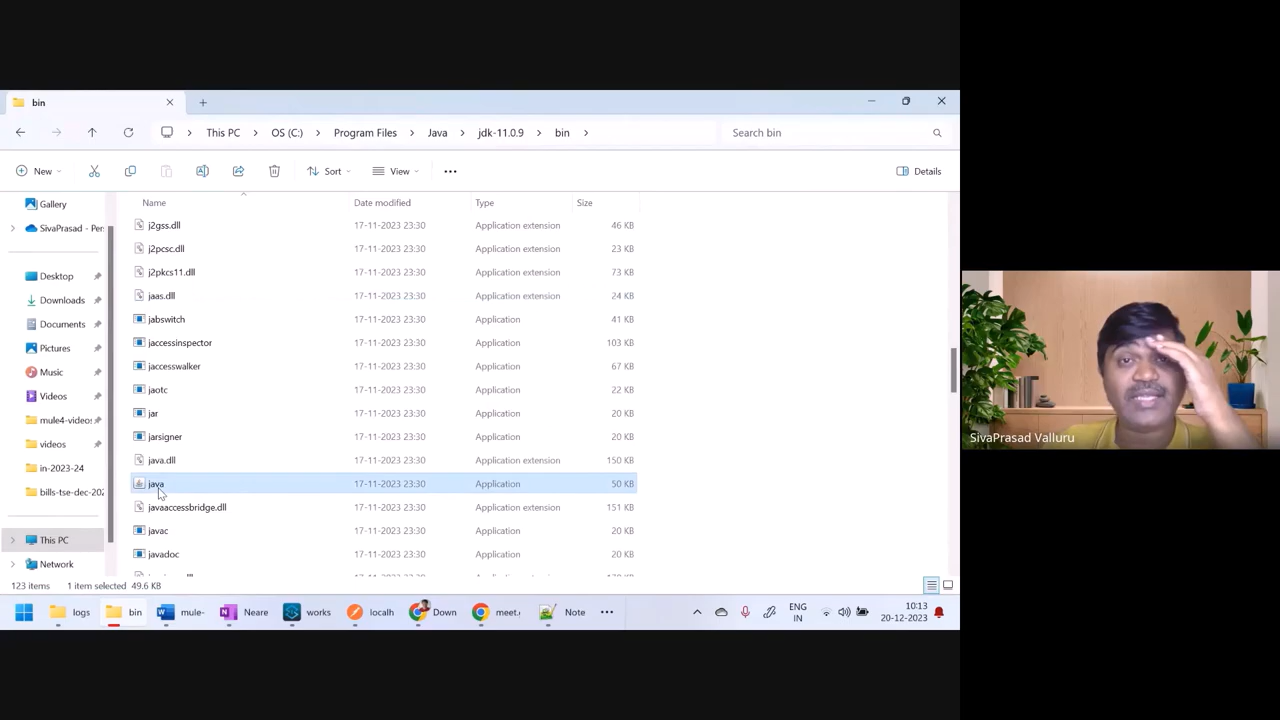 bin
This PC > OS (C:) > Program Files > Java > jdk-11.0.9 > bin >
Search bin
New
Sort
View
Details
Name Date modified Type Size
Gallery
SivaPrasad - Per
Desktop
Downloads
Documents
Pictures
Music
Videos
mule4-videos
videos
in-2023-24
bills-tse-dec-202
This PC
Network
j2gss.dll 17-11-2023 23:30 Application extension 46 KB
j2pcsc.dll 17-11-2023 23:30 Application extension 23 KB
j2pkcs11.dll 17-11-2023 23:30 Application extension 73 KB
jaas.dll 17-11-2023 23:30 Application extension 24 KB
jabswitch 17-11-2023 23:30 Application 41 KB
jaccessinspector 17-11-2023 23:30 Application 103 KB
jaccesswalker 17-11-2023 23:30 Application 67 KB
jaotc 17-11-2023 23:30 Application 22 KB
jar 17-11-2023 23:30 Application 20 KB
jarsigner 17-11-2023 23:30 Application 20 KB
java.dll 17-11-2023 23:30 Application extension 150 KB
java 17-11-2023 23:30 Application 50 KB
javaaccessbridge.dll 17-11-2023 23:30 Application extension 151 KB
javac 17-11-2023 23:30 Application 20 KB
javadoc 17-11-2023 23:30 Application 20 KB
123 items 1 item selected 49.6 KB
logs
bin
mule-
Neare
works
localh
Down
meet.g
Note
ENG
IN
10:13
20-12-2023
SivaPrasad Valluru